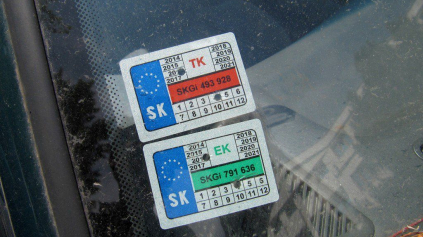 2014 2018
2015 TK 2019
2016 2020
2017 2021
SKGI 493 928
SK 1 2 3 5 6
7 8 9 10 11 12
2014 2018
2015 EK 2019
2020
2017 2021
SKGI 791 636
SK 1 2 3 5 6
7 8 9 10 11 12